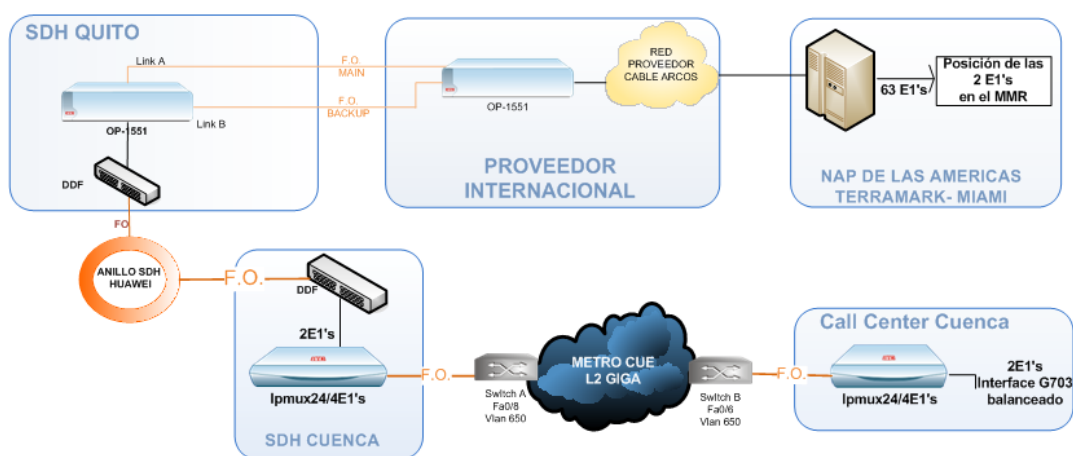 SDH QUITO
Link A
F.O.
MAIN
F.O.
BACKUP
Link B
OP-1551
DDF
FO
OP-1551
RED
PROVEEDOR
CABLE ARCOS
PROVEEDOR
INTERNACIONAL
63 E1's
Posición de las
2 E1's
en el MMR
NAP DE LAS AMERICAS
TERRAMARK- MIAMI
ANILLO SDH
HUAWEI
F.O.
DDF
2E1's
Ipmux24/4E1's
SDH CUENCA
F.O.
Switch A
Fa0/8
Vlan 650
METRO CUE
L2 GIGA
Switch B
Fa0/6
Vlan 650
F.O.
Call Center Cuenca
Ipmux24/4E1's
2E1's
Interface G703
balanceado